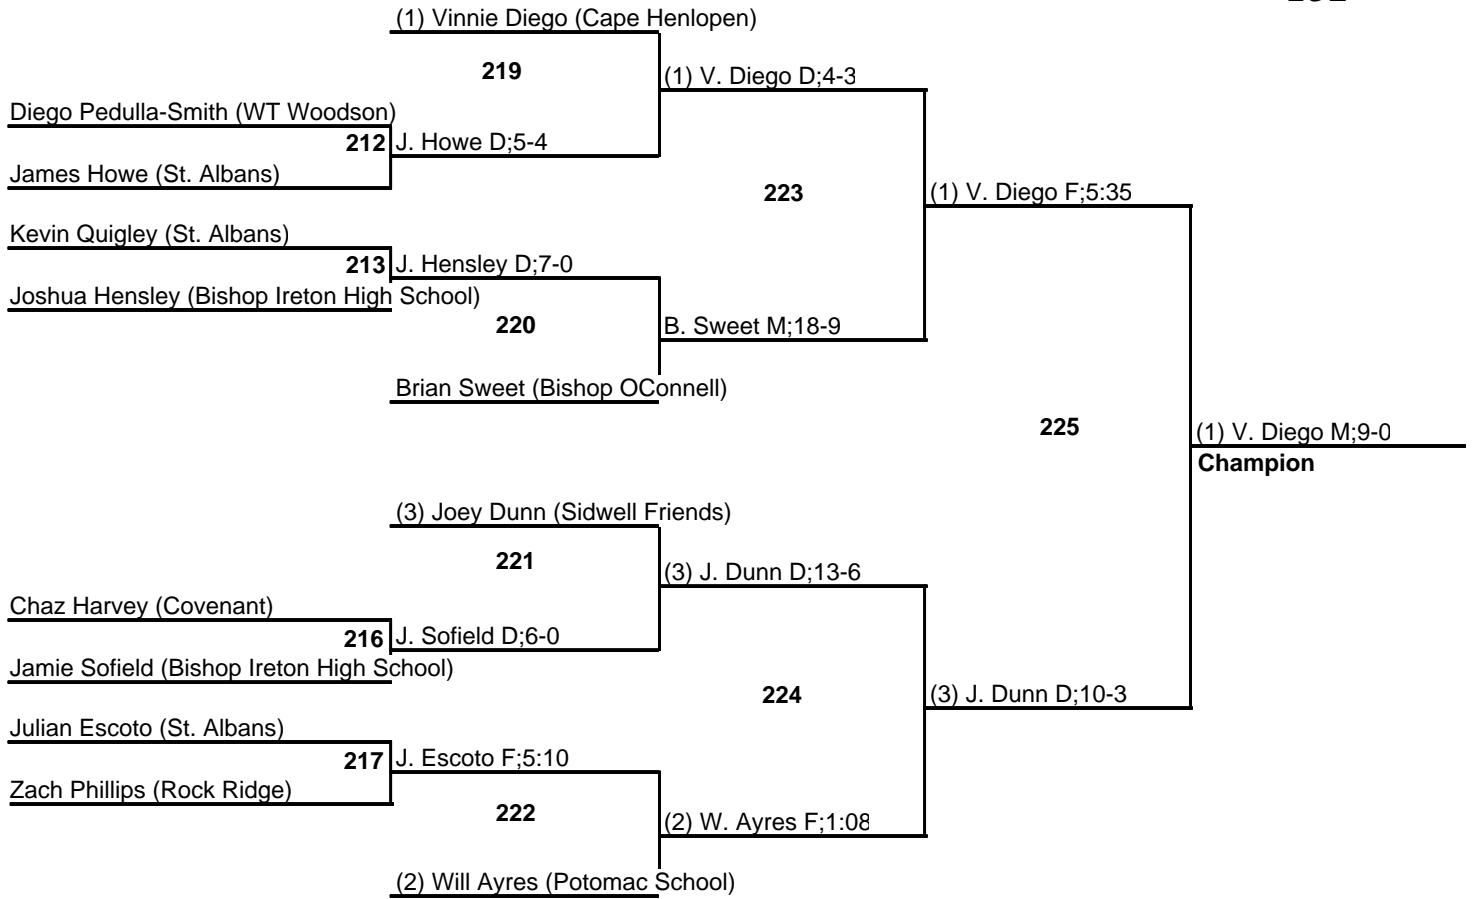 (1) Vinnie Diego (Cape Henlopen)
219
(1) V. Diego D;4-3
Diego Pedulla-Smith (WT Woodson)
212
J. Howe D;5-4
James Howe (St. Albans)
223
(1) V. Diego F;5:35
Kevin Quigley (St. Albans)
213
J. Hensley D;7-0
Joshua Hensley (Bishop Ireton High School)
220
B. Sweet M;18-9
Brian Sweet (Bishop OConnell)
225
(1) V. Diego M;9-0
Champion
(3) Joey Dunn (Sidwell Friends)
221
(3) J. Dunn D;13-6
Chaz Harvey (Covenant)
216
J. Sofield D;6-0
Jamie Sofield (Bishop Ireton High School)
224
(3) J. Dunn D;10-3
Julian Escoto (St. Albans)
217
J. Escoto F;5:10
Zach Phillips (Rock Ridge)
222
(2) W. Ayres F;1:08
(2) Will Ayres (Potomac School)